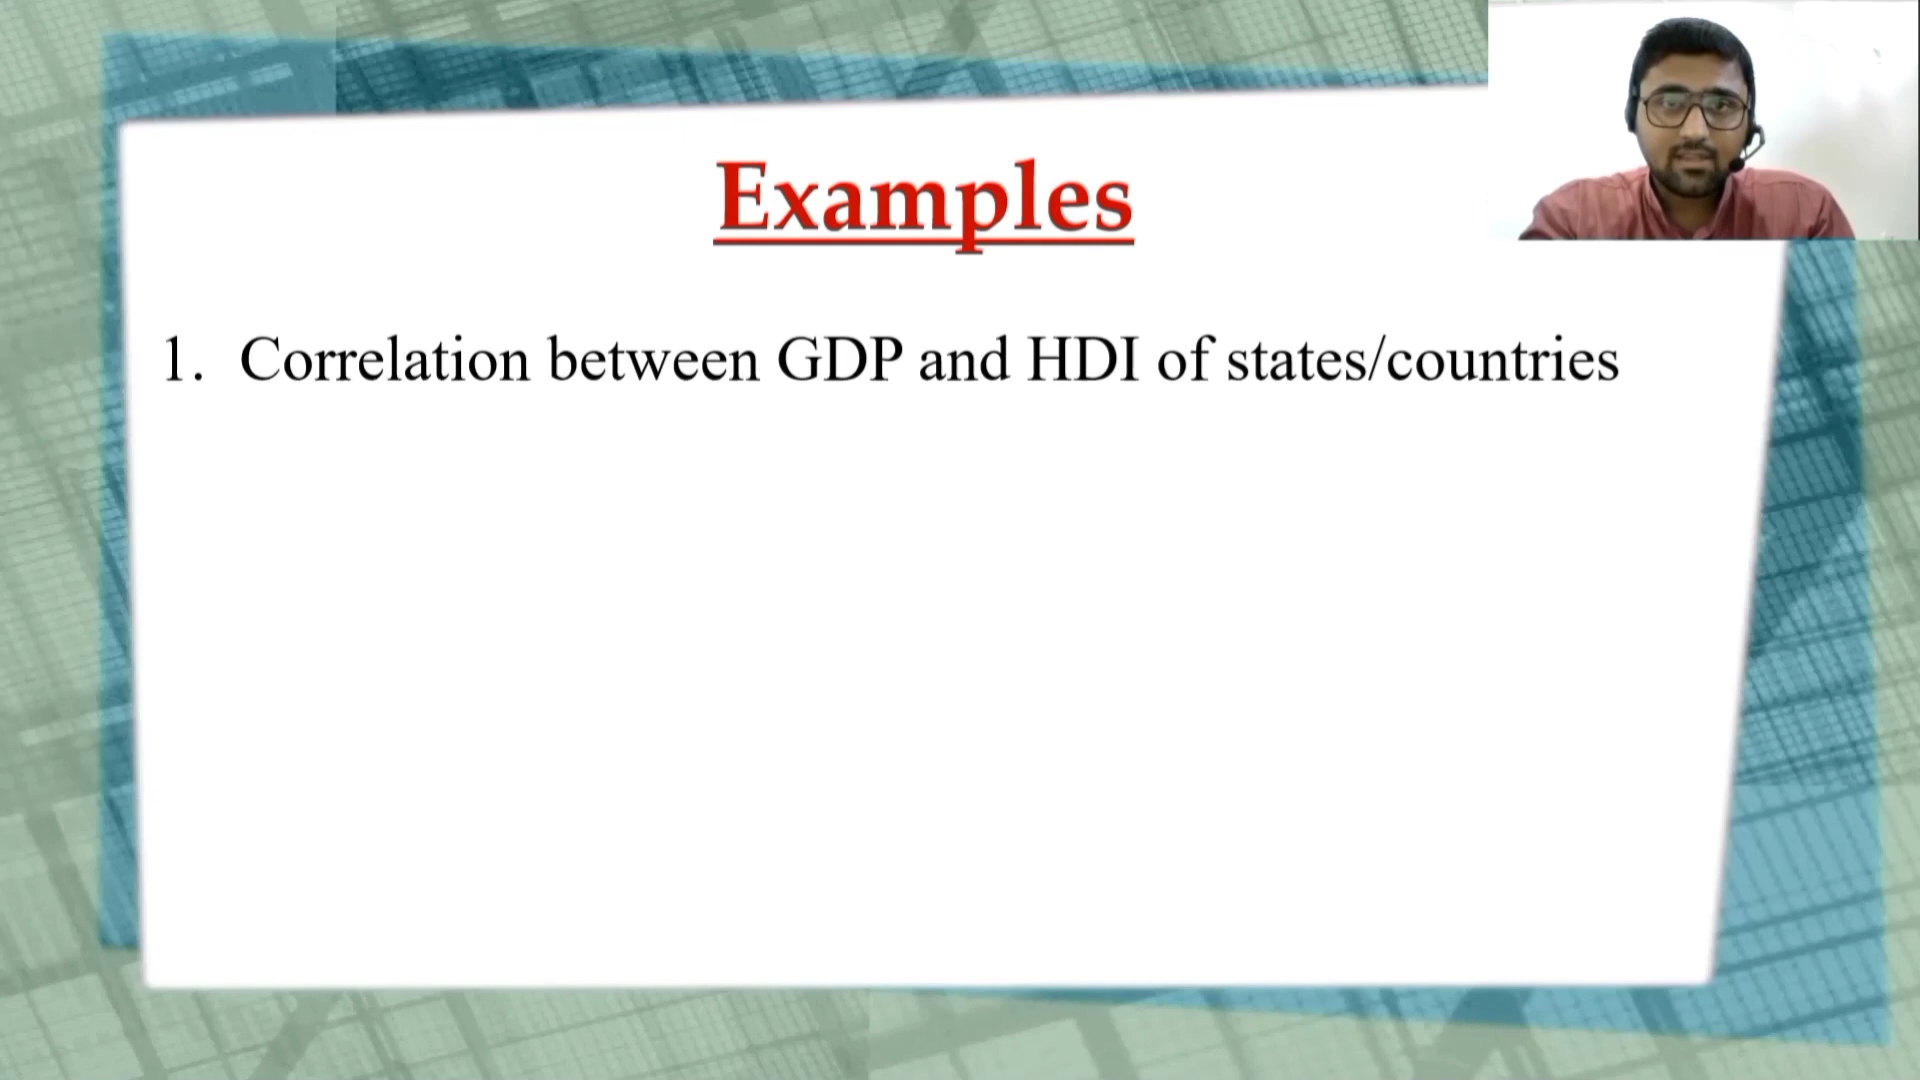 Examples
1. Correlation between GDP and HDI of states/countries